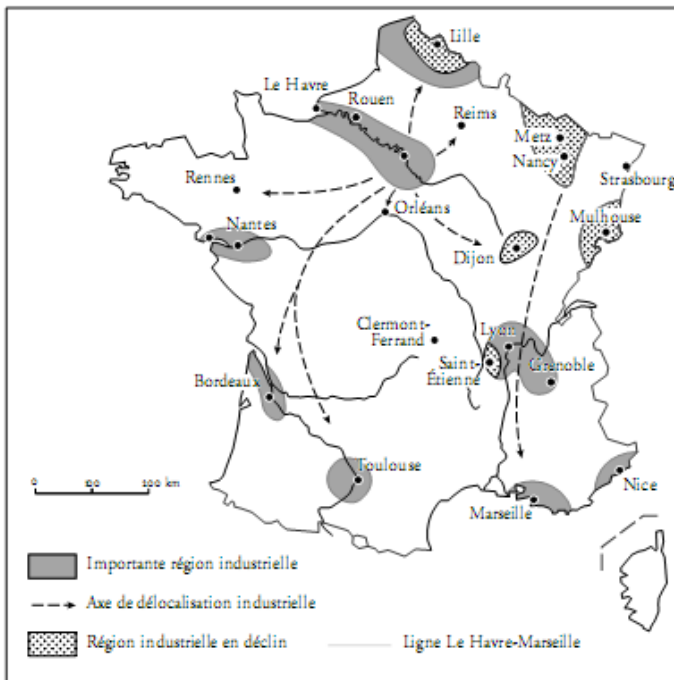 Lille
Le Havre
Rouen
Reims
Metz
Nancy
Strasbourg
Rennes
Orléans
Nantes
Mulhouse
Dijon
Clermont-
Ferrand
Lyon
Saint-
Étienne
Grenoble
Bordeaux
Toulouse
Nice
Marseille
0 50 100 km
Importante région industrielle
Axe de délocalisation industrielle
Région industrielle en déclin
Ligne Le Havre-Marseille